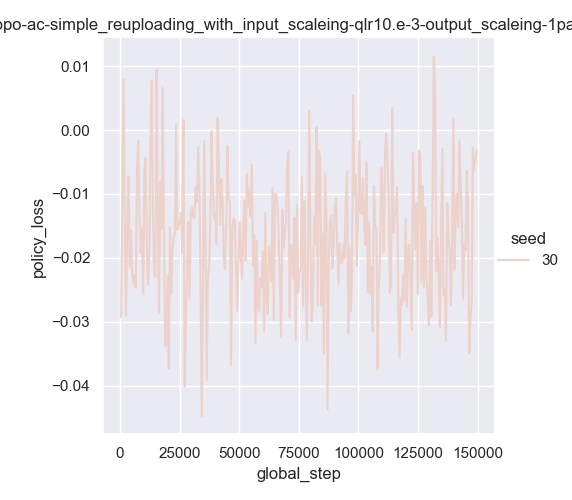 ppo-ac-simple_reuploading_with_input_scaleing-qlr10.e-3-output_scaleing-1pa
0.01
0.00
−0.01
−0.02
−0.03
−0.04
policy_loss
0 25000 50000 75000 100000 125000 150000
global_step
seed
30